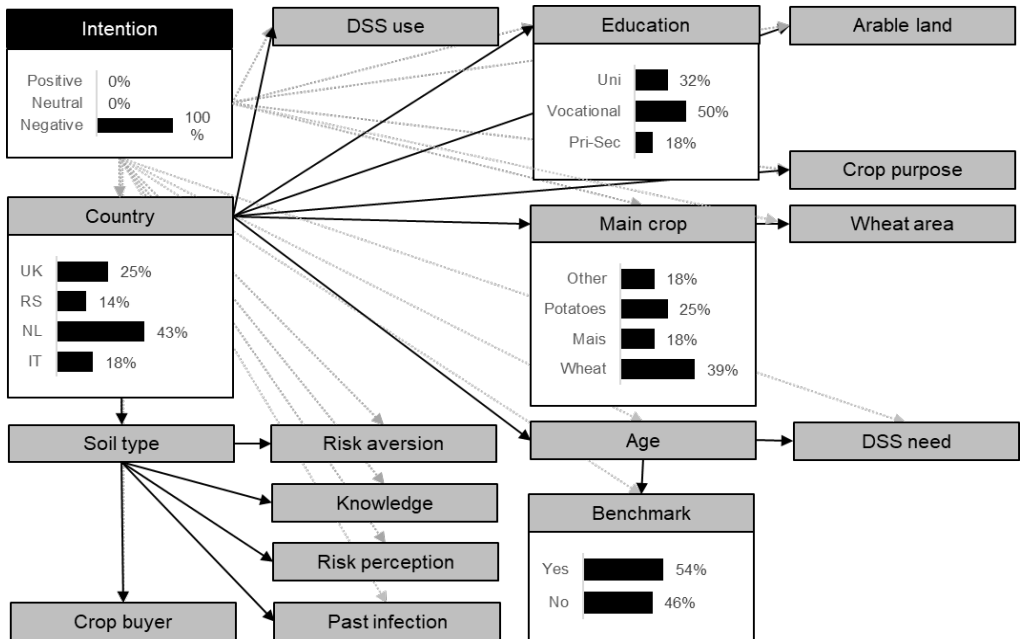 Intention
Positive 0%
Neutral 0%
Negative 100
%
DSS use
Education
Uni 32%
Vocational 50%
Pri-Sec 18%
Arable land
Crop purpose
Country
UK 25%
RS 14%
NL 43%
IT 18%
Main crop
Other 18%
Potatoes 25%
Mais 18%
Wheat 39%
Wheat area
Soil type
Risk aversion
Age
DSS need
Knowledge
Benchmark
Yes 54%
No 46%
Risk perception
Crop buyer
Past infection